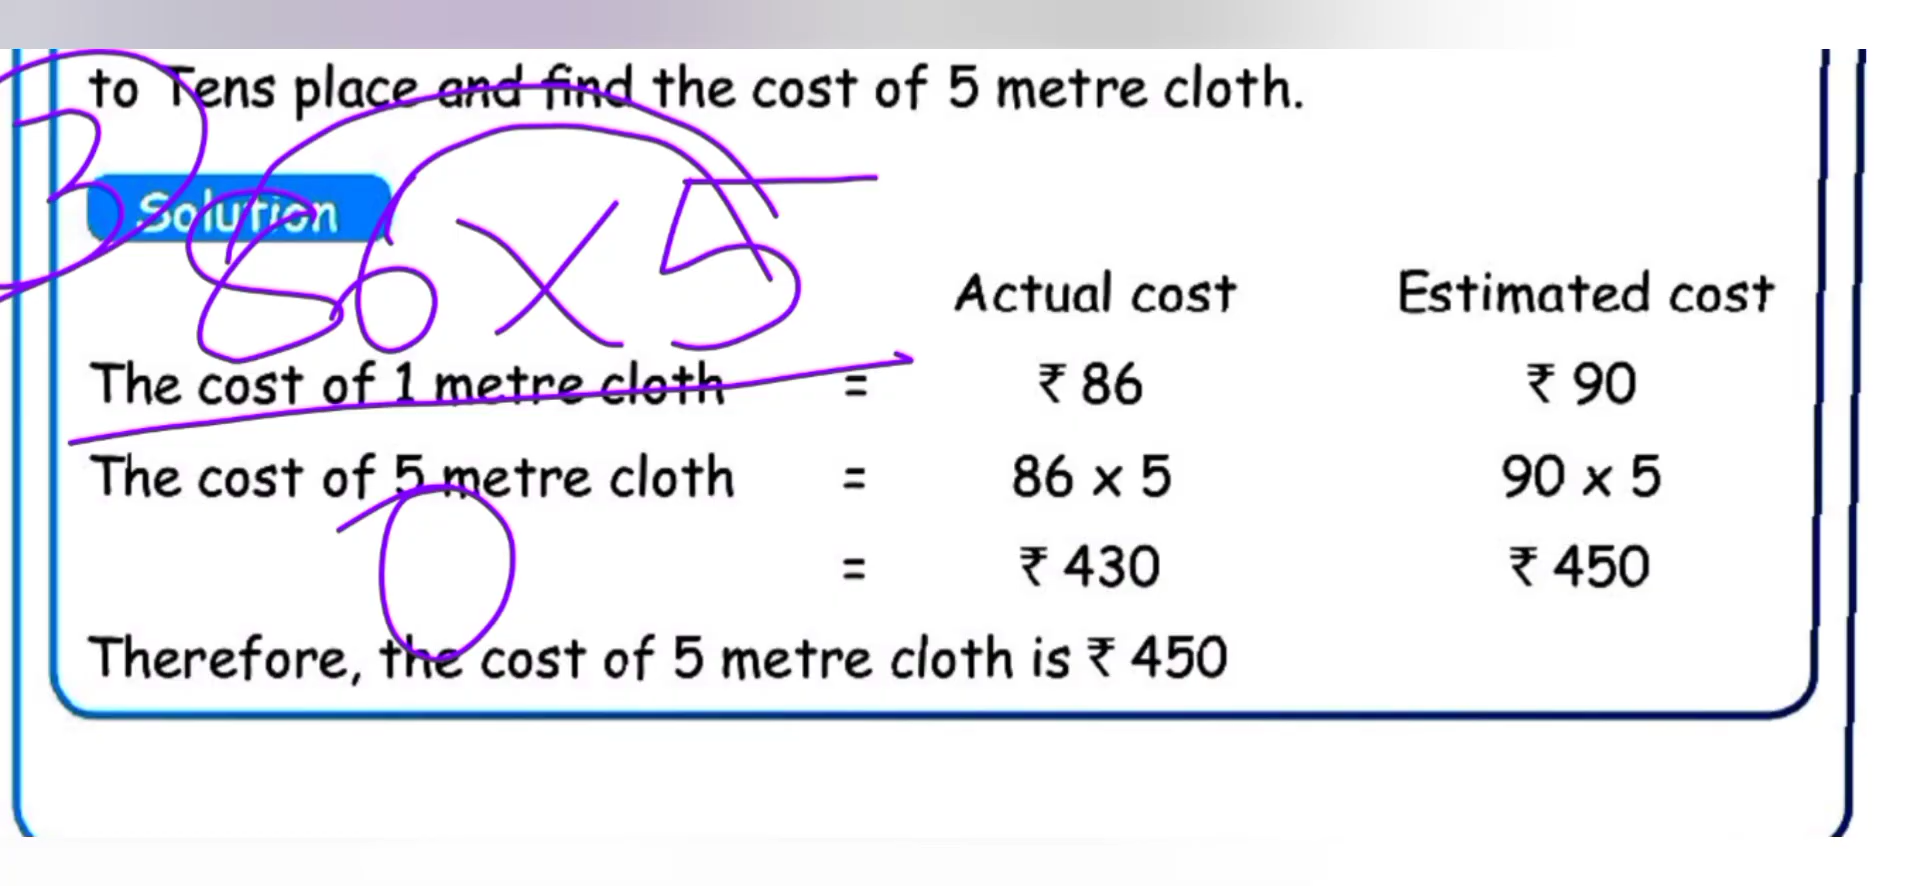 to Tens place and find the cost of 5 metre cloth.
Solution
3
86 x 5
Actual cost Estimated cost
The cost of 1 metre cloth = ₹ 86 ₹ 90
The cost of 5 metre cloth = 86 x 5 90 x 5
0
= ₹ 430 ₹ 450
Therefore, the cost of 5 metre cloth is ₹ 450